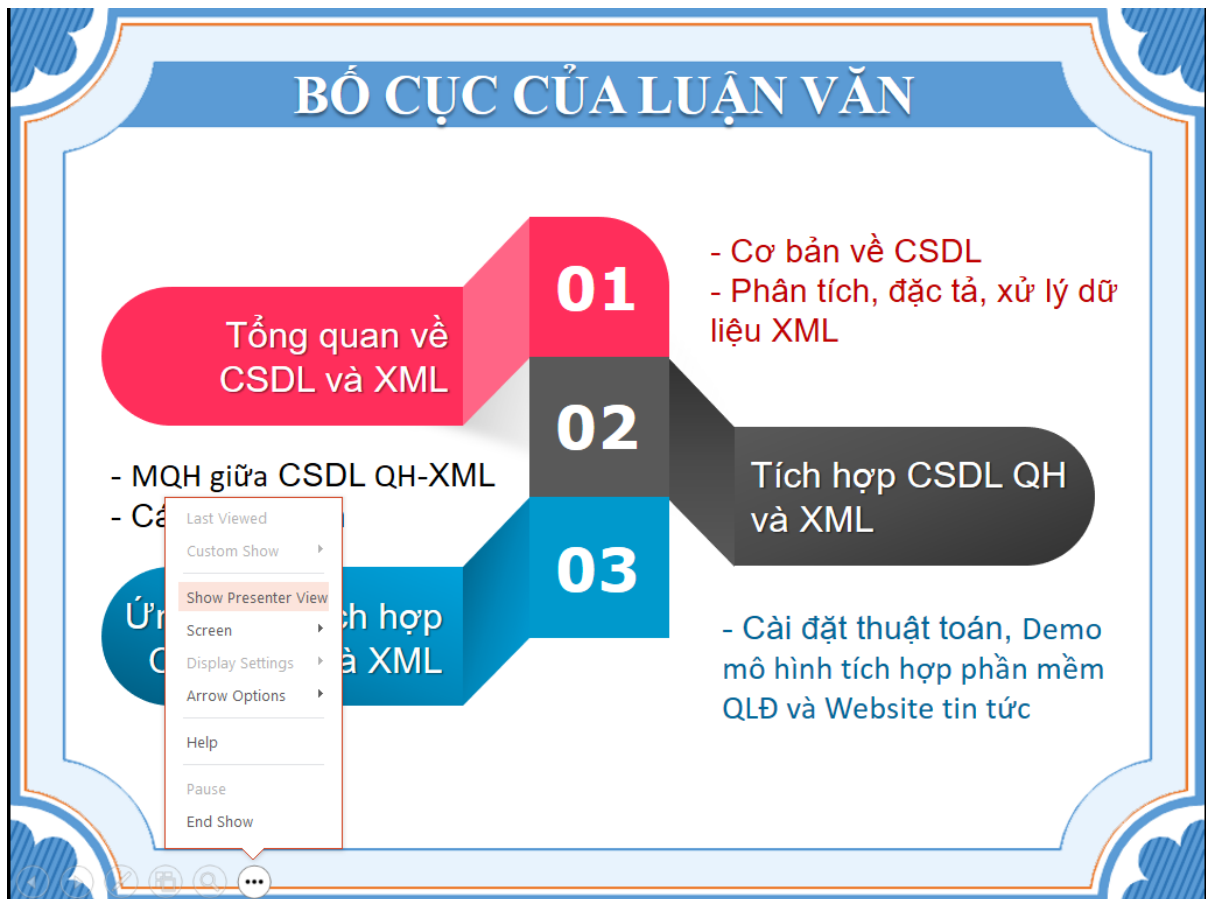 BỐ CỤC CỦA LUẬN VĂN
01
Tổng quan về
CSDL và XML
- Cơ bản về CSDL
- Phân tích, đặc tả, xử lý dữ
liệu XML
02
Tích hợp CSDL QH
và XML
- MQH giữa CSDL QH-XML
-
03
hợp
XML
- Cài đặt thuật toán, Demo
mô hình tích hợp phần mềm
QLĐ và Website tin tức
Last Viewed
Custom Show
Show Presenter View
Screen
Display Settings
Arrow Options
Help
Pause
End Show